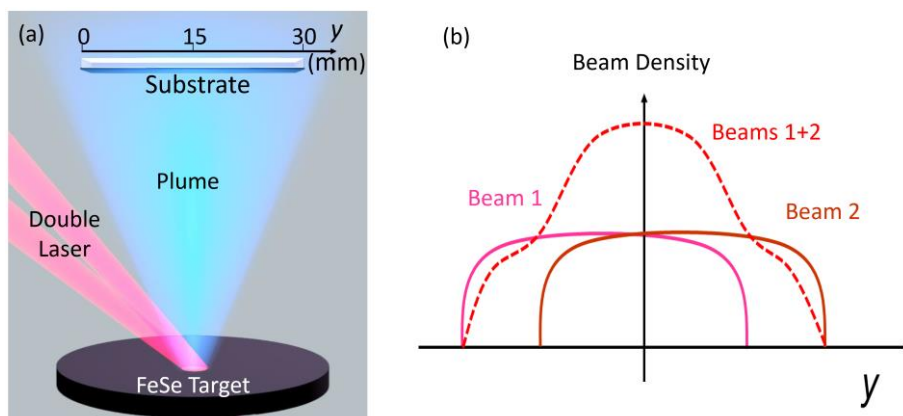 (a)
y
0 15 30
(mm)
Substrate
Plume
Double
Laser
FeSe Target
(b)
Beam Density
Beams 1+2
Beam 1
Beam 2
y